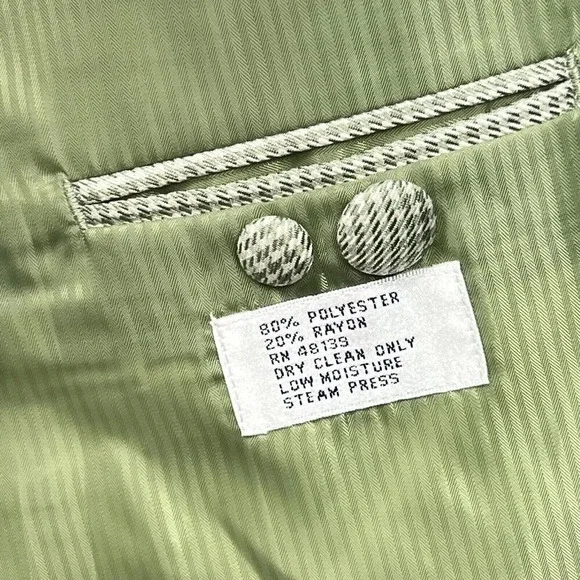 80% POLYESTER
20% RAYON
RN 48139
DRY CLEAN ONLY
LOW MOISTURE
STEAM PRESS